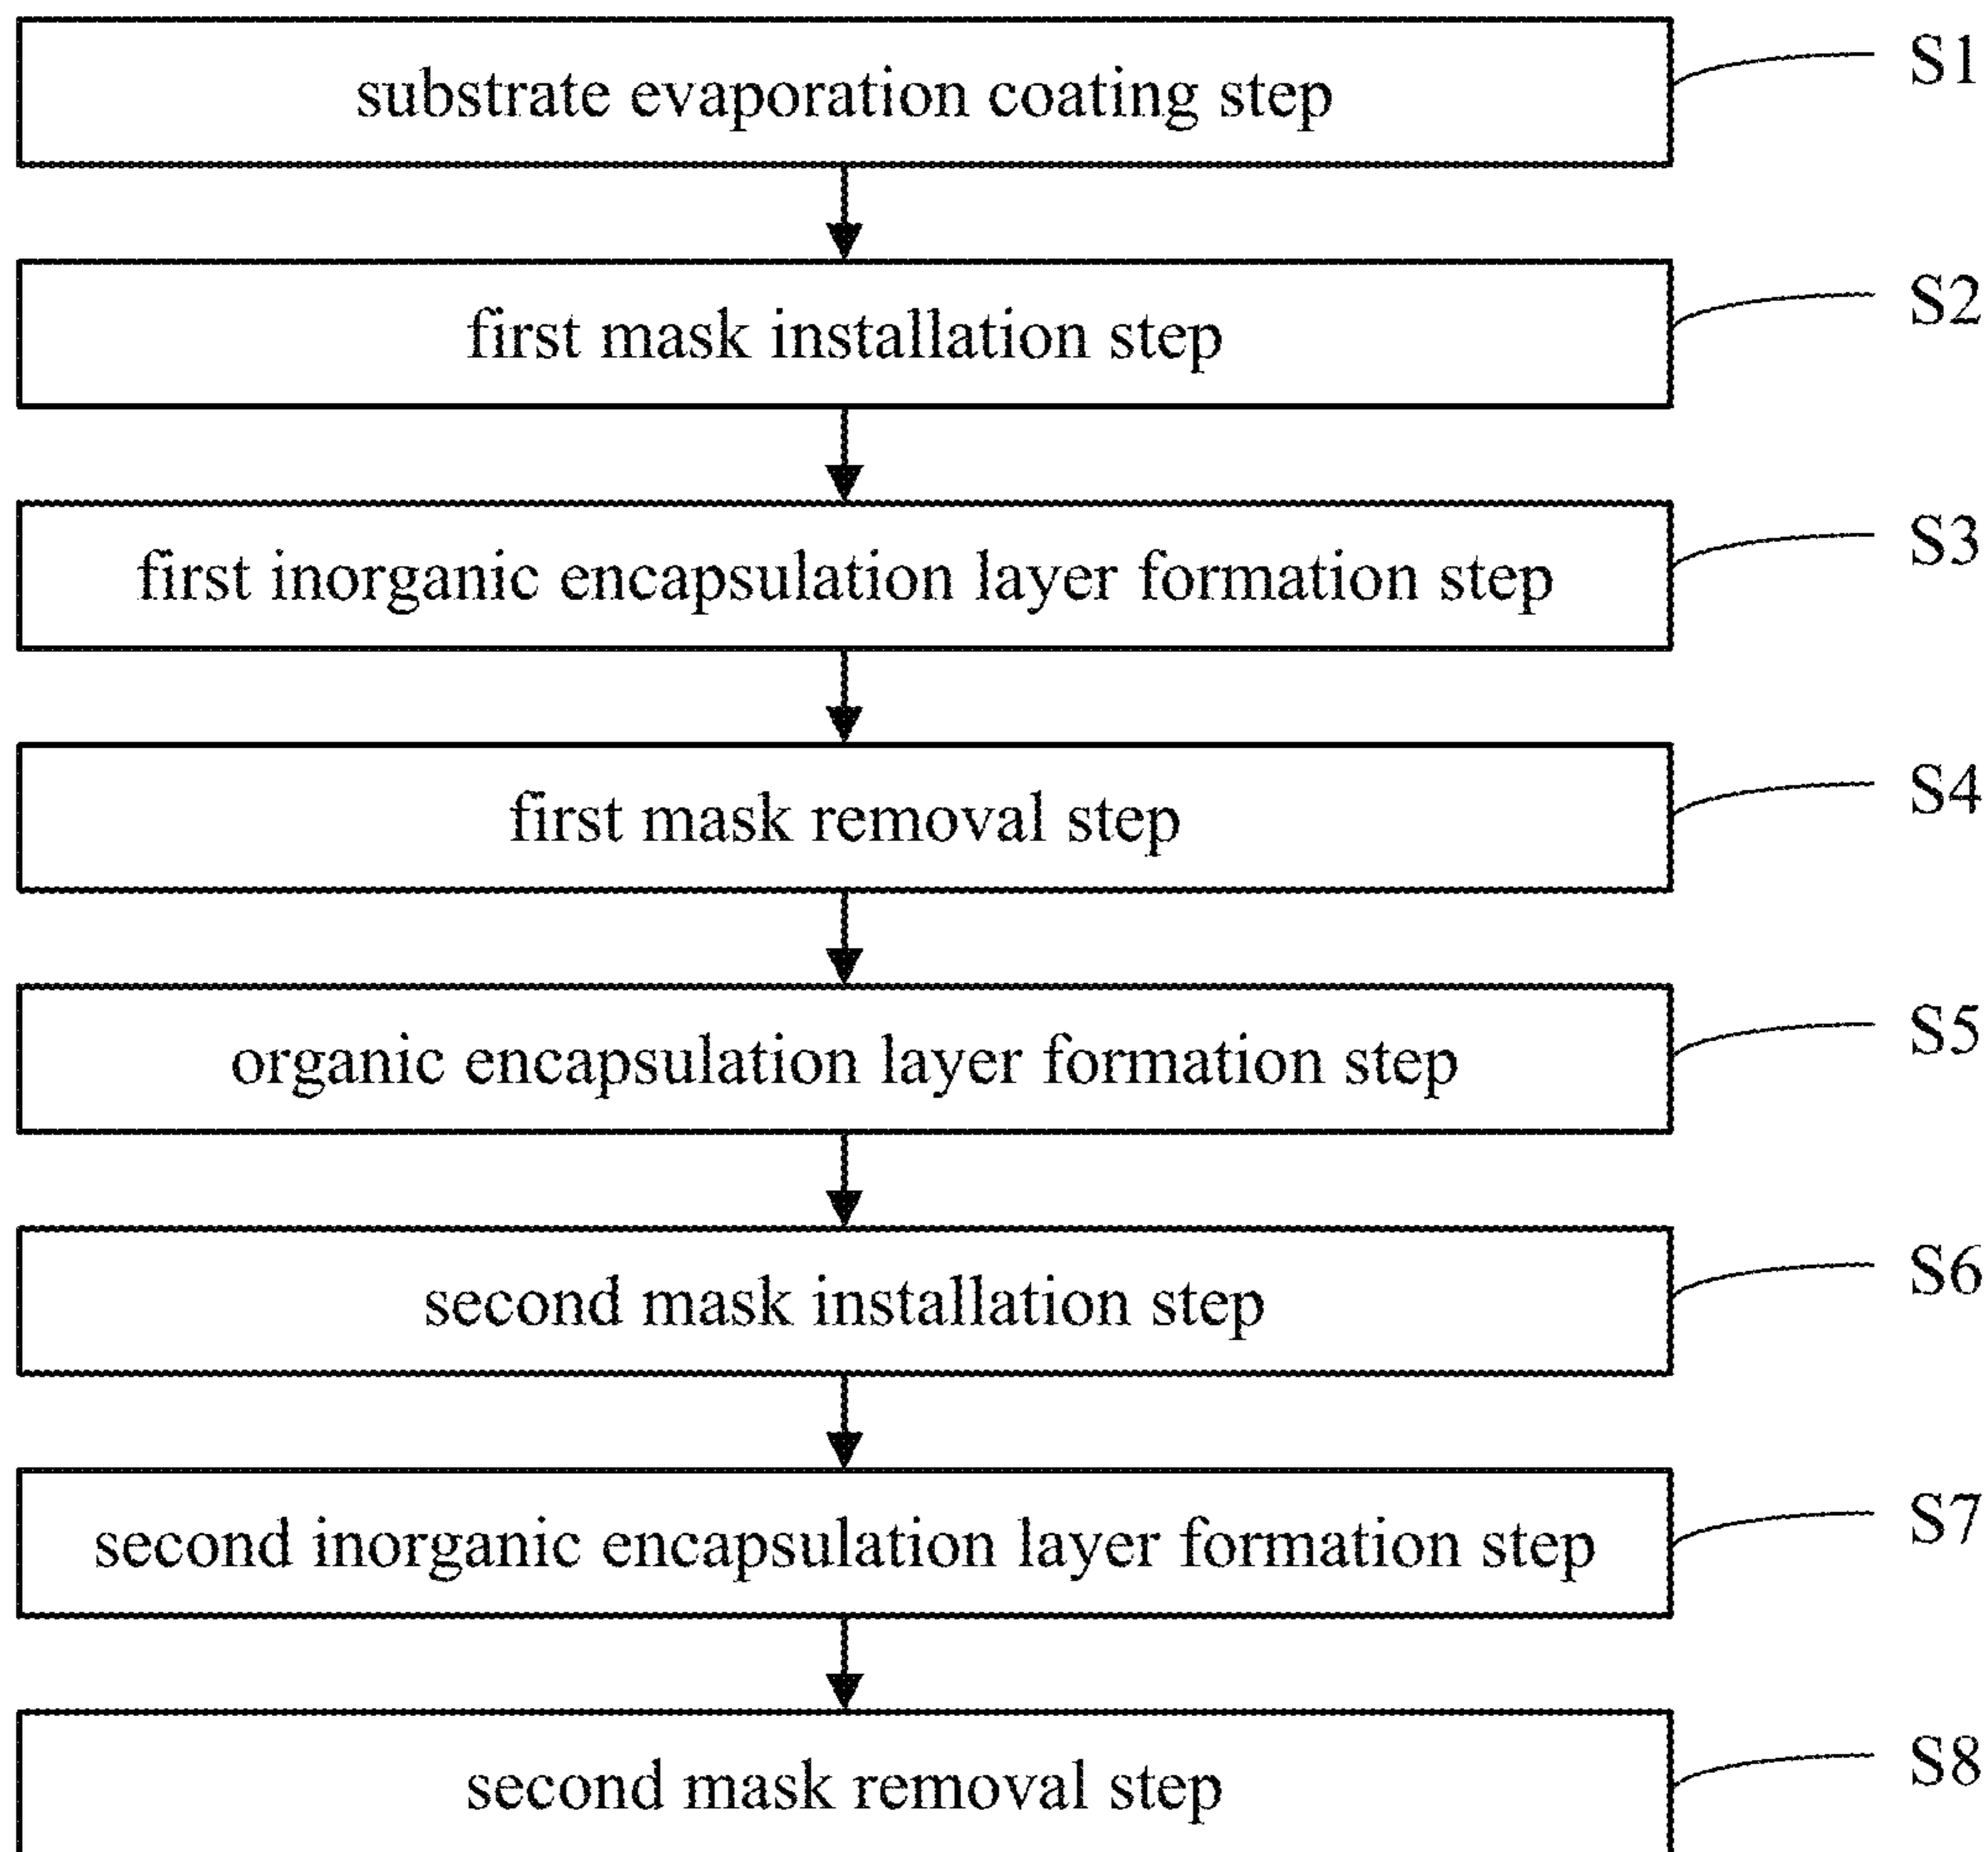 substrate evaporation coating step
S1
first mask installation step
S2
first inorganic encapsulation layer formation step
S3
first mask removal step
S4
organic encapsulation layer formation step
S5
second mask installation step
S6
second inorganic encapsulation layer formation step
S7
second mask removal step
S8